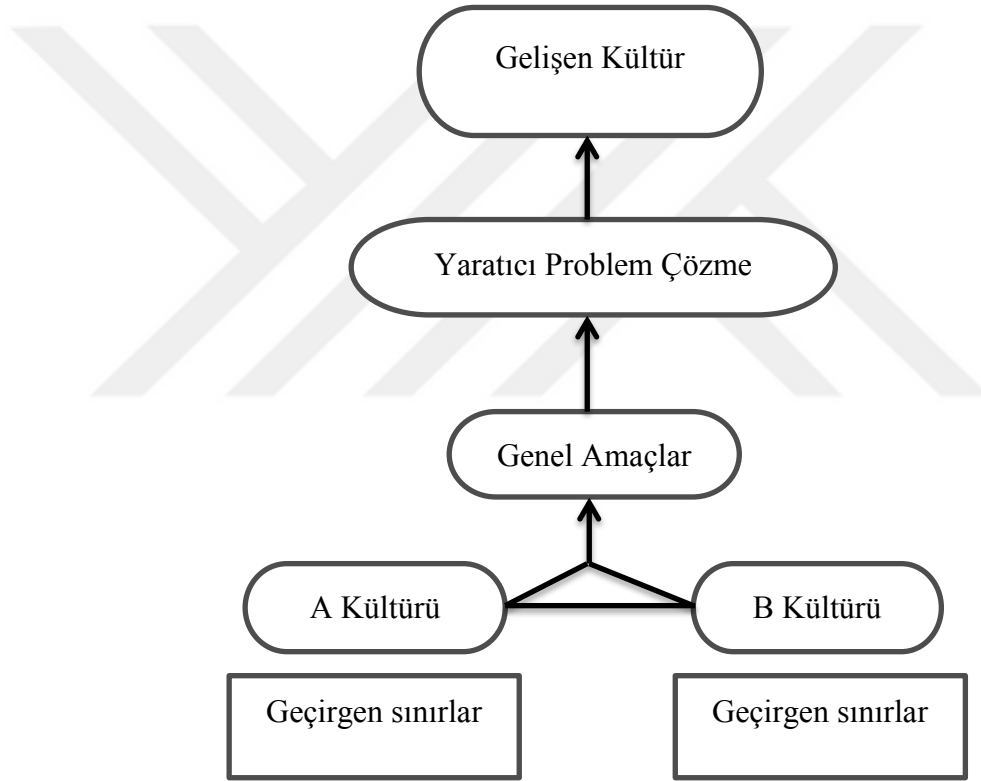 Gelişen Kültür
Yaratıcı Problem Çözme
Genel Amaçlar
A Kültürü
B Kültürü
Geçirgen sınırlar
Geçirgen sınırlar